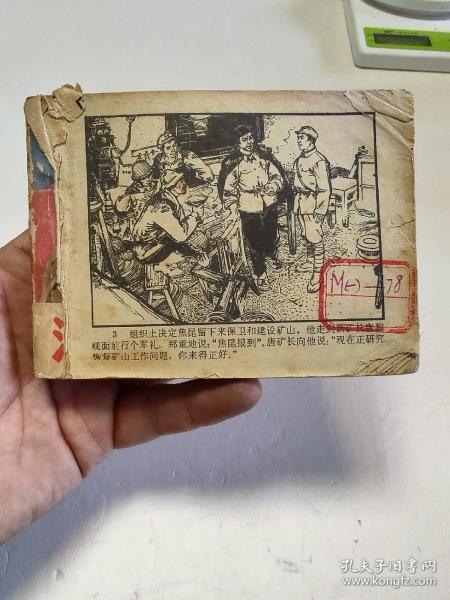 M(-)—78
3 组织上决定焦昆留下来保卫和建设矿山。他走到矿长唐
岘面前行个军礼，郑重地说：“焦昆报到”。唐矿长向他说：“现在正研究
恢复矿山工作问题，你来得正好。”
孔夫子旧书网
www.kongfz.com